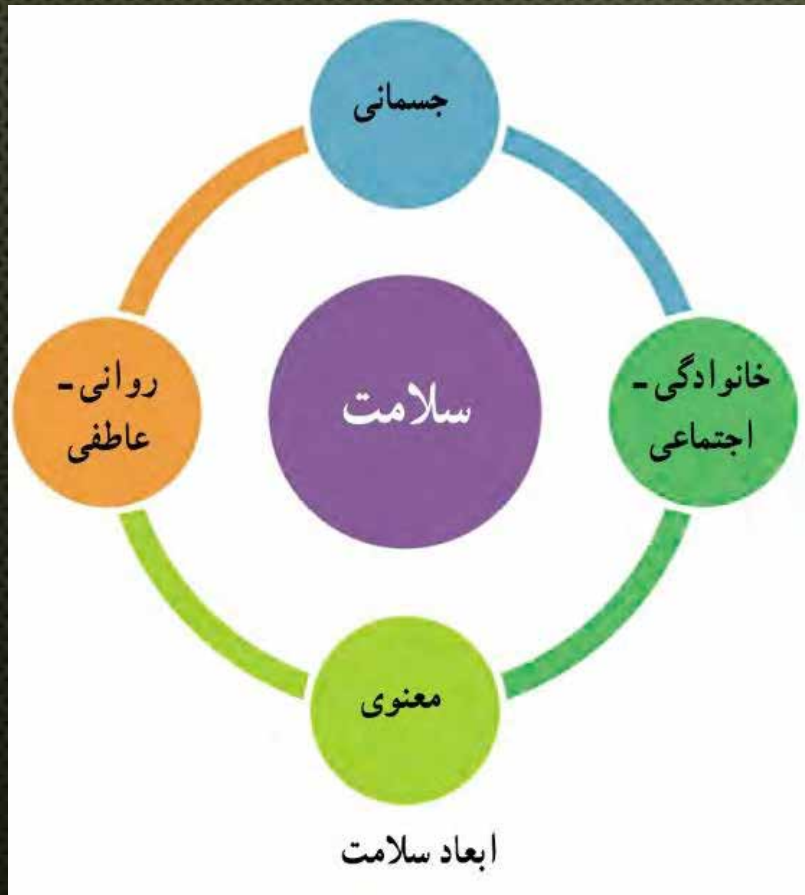 جسمانی
خانوادگی-
اجتماعی
سلامت
روانی-
عاطفی
معنوی
ابعاد سلامت